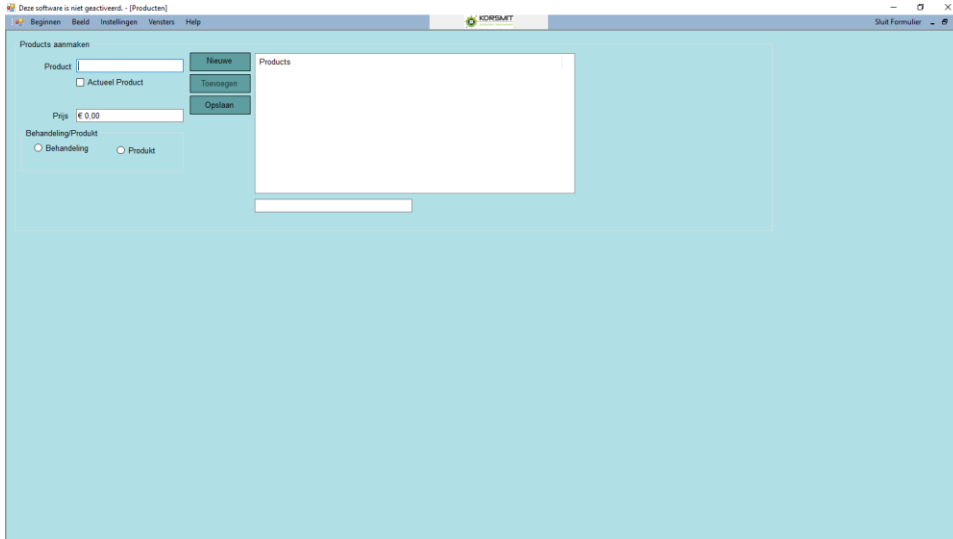 Deze software is niet geactiveerd. - [Producten]
Beginnen Beeld Instellingen Vensters Help
KORSMIT
Sluit Formulier
Products aanmaken
Product
Nieuwe
Products
Actueel Product
Toevoegen
Opslaan
Prijs € 0,00
Behandeling/Produkt
Behandeling Produkt